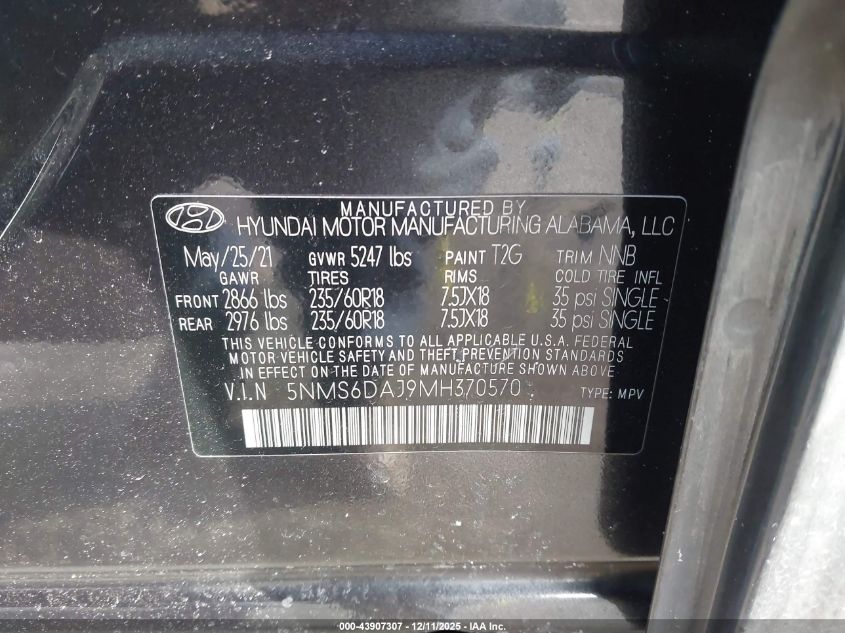 MANUFACTURED BY
HYUNDAI MOTOR MANUFACTURING ALABAMA, LLC
May/25/21 GVWR 5247 lbs PAINT T2G TRIM NNB
GAWR TIRES RIMS COLD TIRE INFL
FRONT 2866 lbs 235/60R18 7.5JX18 35 psi SINGLE
REAR 2976 lbs 235/60R18 7.5JX18 35 psi SINGLE
THIS VEHICLE CONFORMS TO ALL APPLICABLE U.S.A. FEDERAL
MOTOR VEHICLE SAFETY AND THEFT PREVENTION STANDARDS
IN EFFECT ON THE DATE OF MANUFACTURE SHOWN ABOVE.
V.I.N 5NMS6DAJ9MH370570 TYPE: MPV
000-43907307 - 12/11/2025 - IAA Inc.